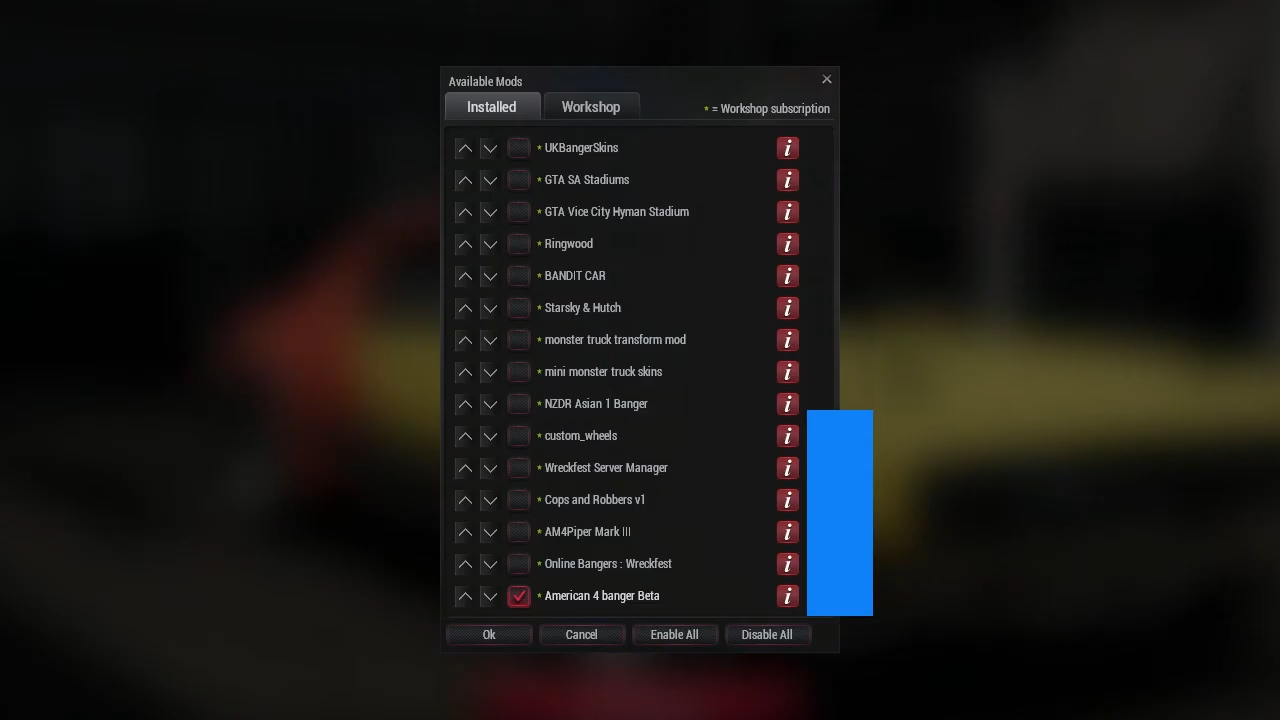 Available Mods
Installed
Workshop
* = Workshop subscription
* UKBangerSkins
* GTA SA Stadiums
* GTA Vice City Hyman Stadium
* Ringwood
* BANDIT CAR
* Starsky & Hutch
* monster truck transform mod
* mini monster truck skins
* NZDR Asian 1 Banger
* custom_wheels
* Wreckfest Server Manager
* Cops and Robbers v1
* AM4Piper Mark III
* Online Bangers : Wreckfest
* American 4 banger Beta
Ok
Cancel
Enable All
Disable All